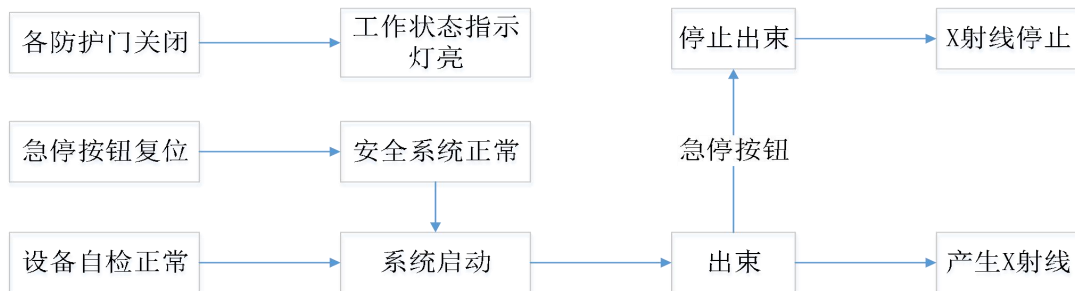 各防护门关闭
工作状态指示
灯亮
停止出束
X射线停止
急停按钮复位
安全系统正常
急停按钮
设备自检正常
系统启动
出束
产生X射线